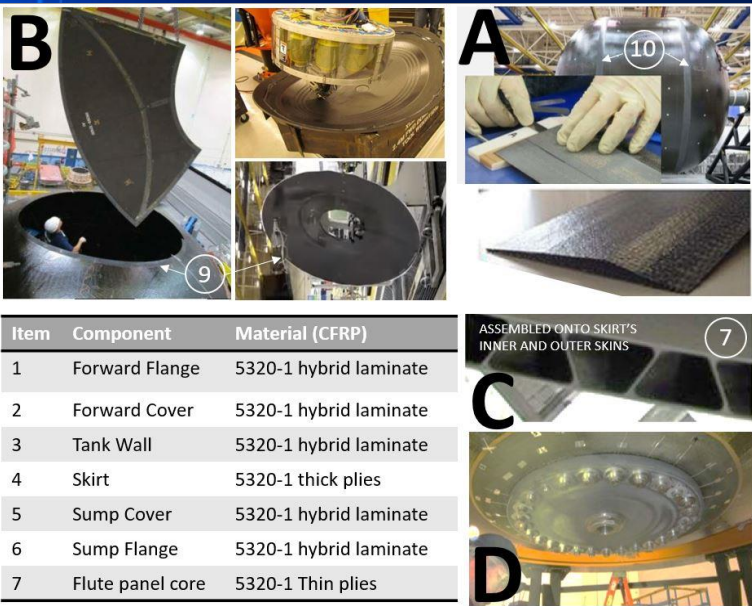 B
A
10
9
Item Component Material (CFRP)
1 Forward Flange 5320-1 hybrid laminate
2 Forward Cover 5320-1 hybrid laminate
3 Tank Wall 5320-1 hybrid laminate
4 Skirt 5320-1 thick plies
5 Sump Cover 5320-1 hybrid laminate
6 Sump Flange 5320-1 hybrid laminate
7 Flute panel core 5320-1 Thin plies
ASSEMBLED ONTO SKIRT'S
INNER AND OUTER SKINS
7
C
D